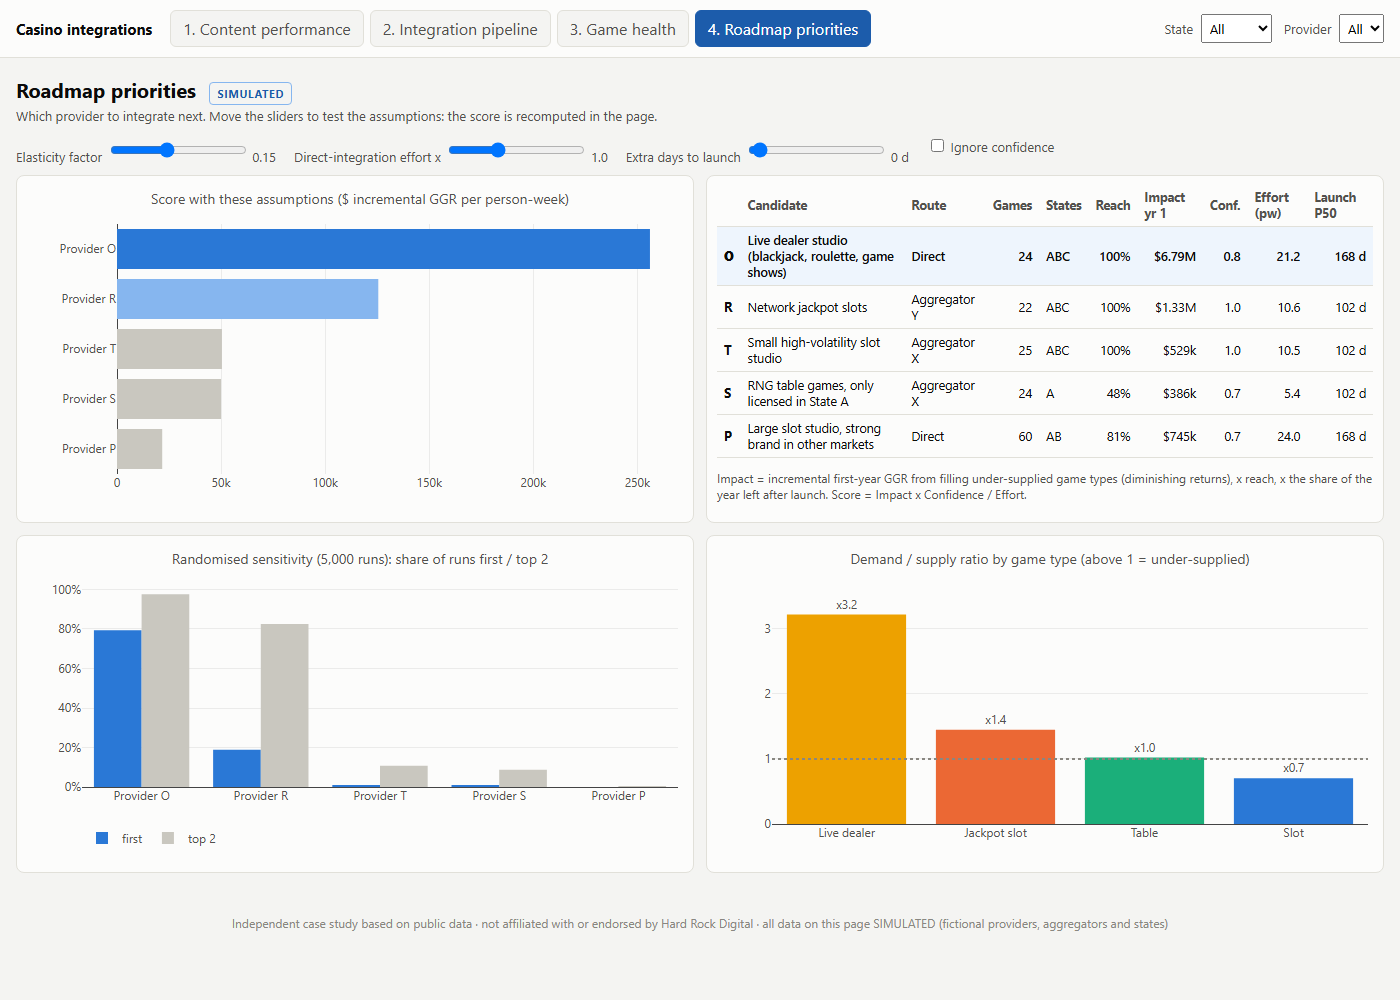 Casino integrations
1. Content performance
2. Integration pipeline
3. Game health
4. Roadmap priorities
State All
Provider All
Roadmap priorities SIMULATED
Which provider to integrate next. Move the sliders to test the assumptions: the score is recomputed in the page.
Elasticity factor 0.15
Direct-integration effort x 1.0
Extra days to launch 0 d
Ignore confidence
Score with these assumptions ($ incremental GGR per person-week)
Provider O
Provider R
Provider T
Provider S
Provider P
0 50k 100k 150k 200k 250k
Candidate Route Games States Reach Impact yr 1 Conf. Effort (pw) Launch P50
O Live dealer studio (blackjack, roulette, game shows) Direct 24 ABC 100% $6.79M 0.8 21.2 168 d
R Network jackpot slots Aggregator Y 22 ABC 100% $1.33M 1.0 10.6 102 d
T Small high-volatility slot studio Aggregator X 25 ABC 100% $529k 1.0 10.5 102 d
S RNG table games, only licensed in State A Aggregator X 24 A 48% $386k 0.7 5.4 102 d
P Large slot studio, strong brand in other markets Direct 60 AB 81% $745k 0.7 24.0 168 d
Impact = incremental first-year GGR from filling under-supplied game types (diminishing returns), x reach, x the share of the
year left after launch. Score = Impact x Confidence / Effort.
Randomised sensitivity (5,000 runs): share of runs first / top 2
100%
80%
60%
40%
20%
0%
Provider O Provider R Provider T Provider S Provider P
first top 2
Demand / supply ratio by game type (above 1 = under-supplied)
3
2
1
0
x3.2
x1.4
x1.0
x0.7
Live dealer Jackpot slot Table Slot
Independent case study based on public data · not affiliated with or endorsed by Hard Rock Digital · all data on this page SIMULATED (fictional providers, aggregators and states)